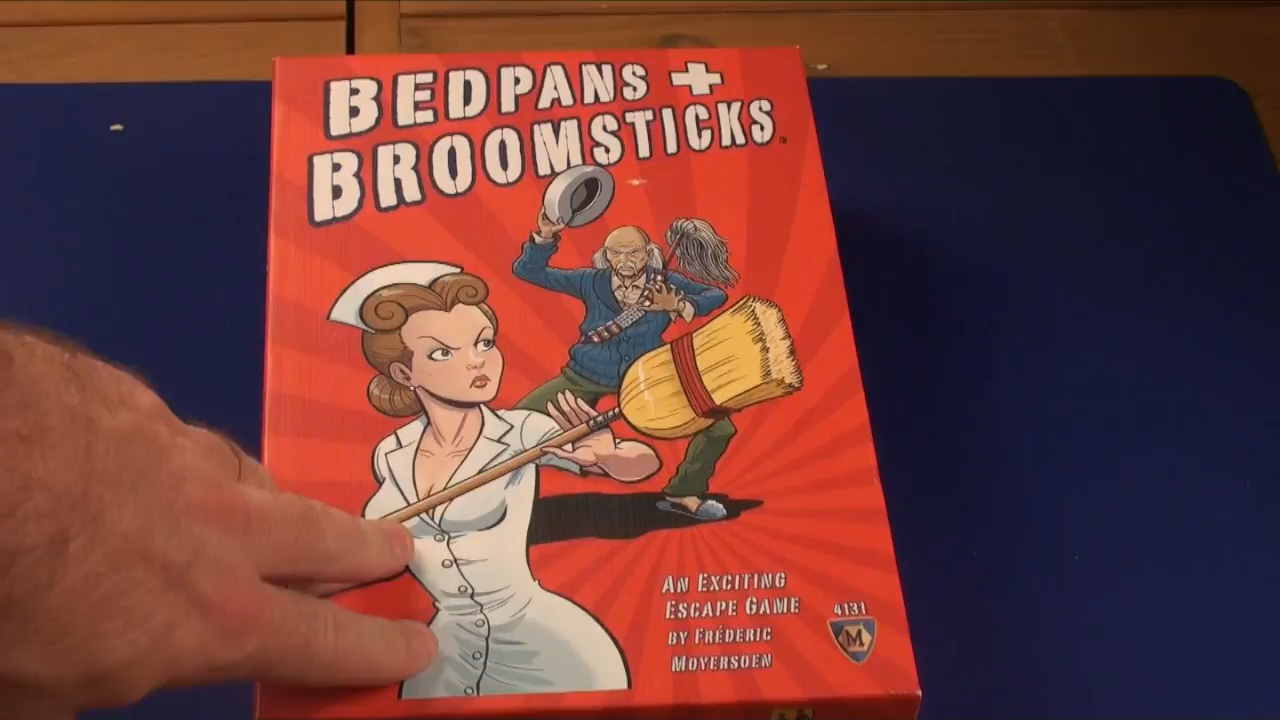 BEDPANS +
BROOMSTICKS
AN EXCITING
ESCAPE GAME
BY FRÉDERIC
MOYERSOEN
4131
M